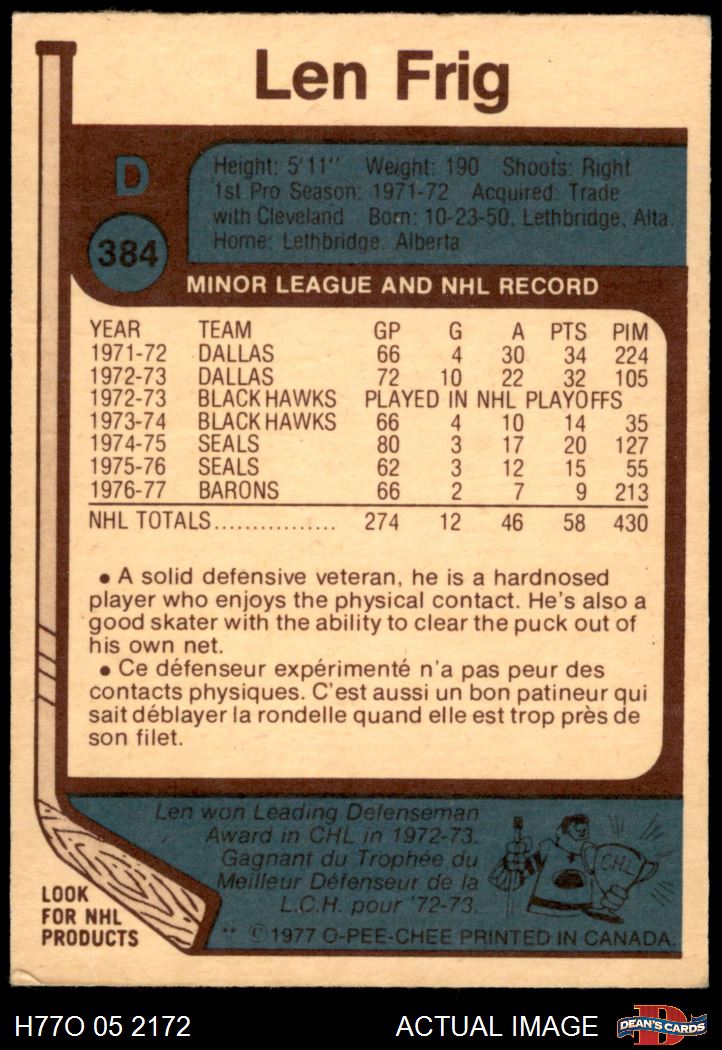 Len Frig
D
384
Height: 5'11'' Weight: 190 Shoots: Right
1st Pro Season: 1971-72 Acquired: Trade
with Cleveland Born: 10-23-50, Lethbridge, Alta.
Home: Lethbridge, Alberta
MINOR LEAGUE AND NHL RECORD
YEAR TEAM GP G A PTS PIM
1971-72 DALLAS 66 4 30 34 224
1972-73 DALLAS 72 10 22 32 105
1972-73 BLACK HAWKS PLAYED IN NHL PLAYOFFS
1973-74 BLACK HAWKS 66 4 10 14 35
1974-75 SEALS 80 3 17 20 127
1975-76 SEALS 62 3 12 15 55
1976-77 BARONS 66 2 7 9 213
NHL TOTALS................ 274 12 46 58 430
• A solid defensive veteran, he is a hardnosed
player who enjoys the physical contact. He's also a
good skater with the ability to clear the puck out of
his own net.
• Ce défenseur expérimenté n'a pas peur des
contacts physiques. C'est aussi un bon patineur qui
sait déblayer la rondelle quand elle est trop près de
son filet.
Len won Leading Defenseman
Award in CHL in 1972-73.
Gagnant du Trophée du
Meilleur Défenseur de la
L.C.H. pour '72-73.
CHL
LOOK
FOR NHL
PRODUCTS
** © 1977 O-PEE-CHEE PRINTED IN CANADA.
H77O 05 2172
ACTUAL IMAGE
D
DEAN'S CARDS